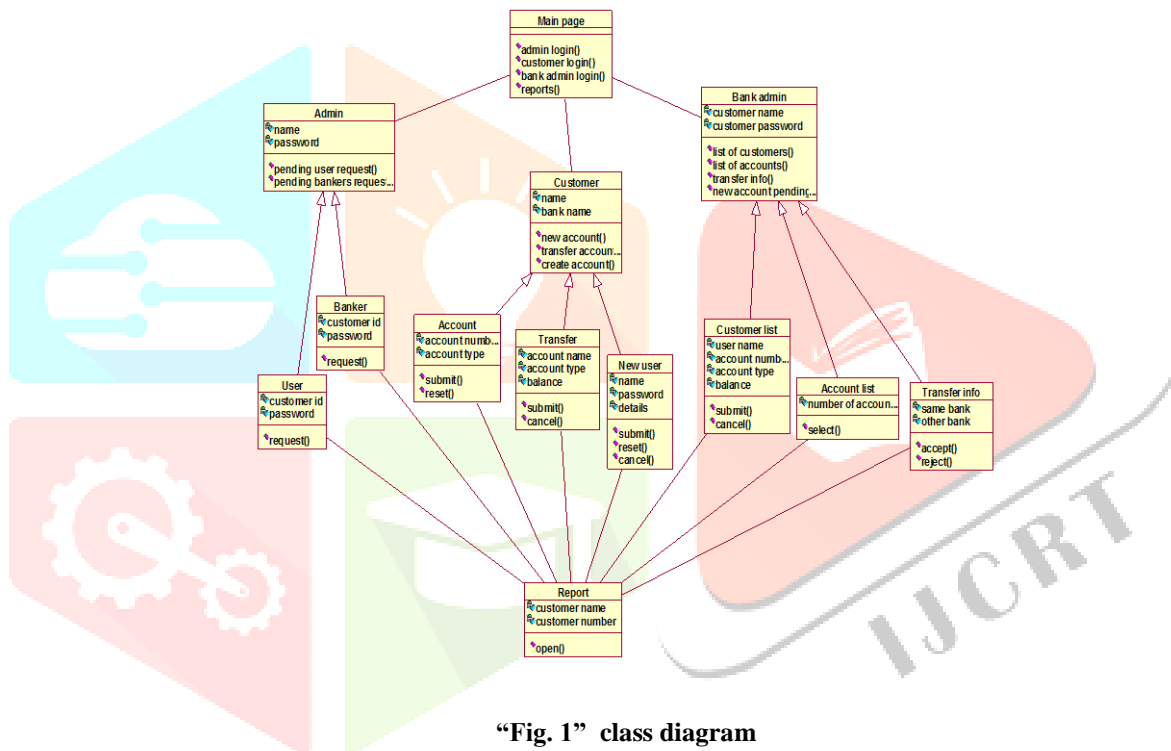 Main page
admin login()
customer login()
bank admin login()
reports()
Admin
name
password
pending user request()
pending bankers reques...
Bank admin
customer name
customer password
list of customers()
list of accounts()
transfer info()
new account pending...
Customer
name
bank name
new account()
transfer accoun...
create account()
Banker
customer id
password
request()
User
customer id
password
request()
Account
account numb...
account type
submit()
reset()
Transfer
account name
account type
balance
submit()
cancel()
New user
name
password
details
submit()
reset()
cancel()
Customer list
user name
account numb...
account type
balance
submit()
cancel()
Account list
number of accoun...
select()
Transfer info
same bank
other bank
accept()
reject()
Report
customer name
customer number
open()
IJCRT
“Fig. 1” class diagram